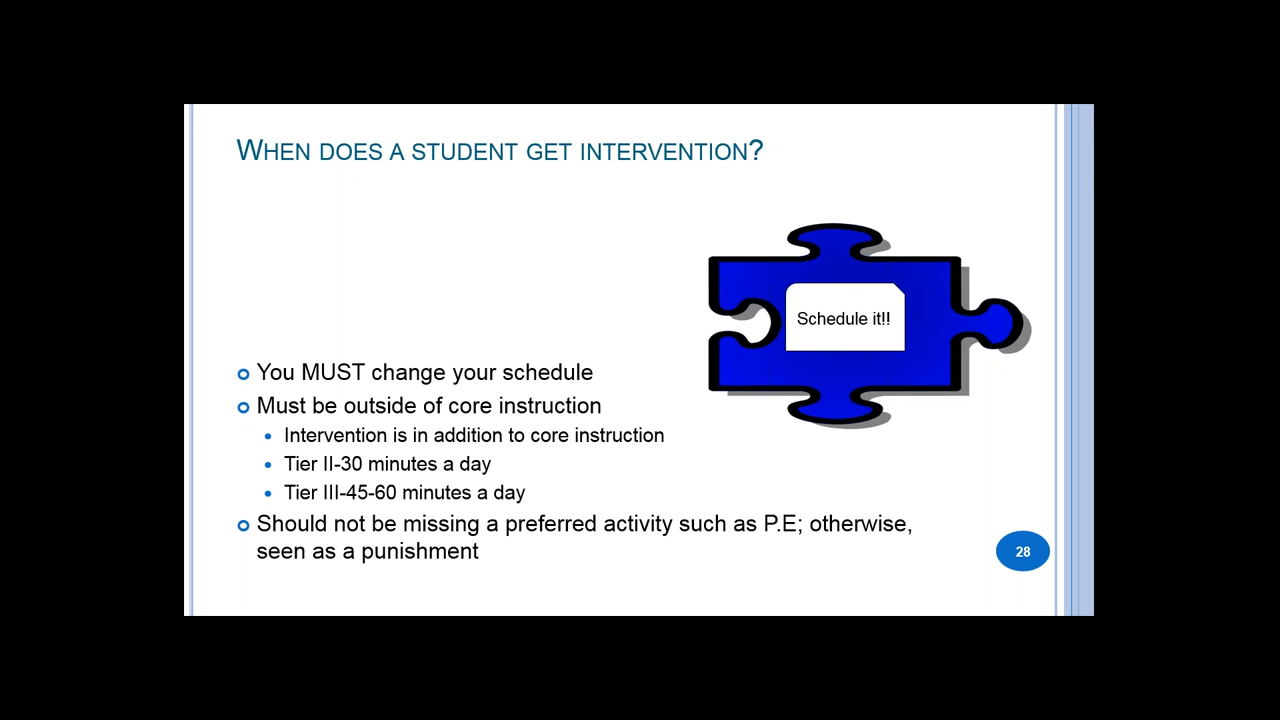 WHEN DOES A STUDENT GET INTERVENTION?
Schedule it!!
You MUST change your schedule
Must be outside of core instruction
Intervention is in addition to core instruction
Tier II-30 minutes a day
Tier III-45-60 minutes a day
Should not be missing a preferred activity such as P.E; otherwise,
seen as a punishment
28